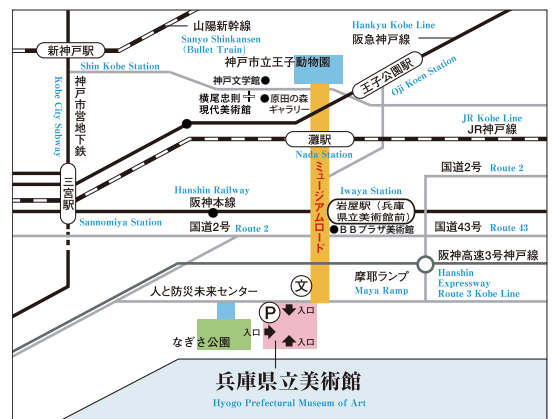 山陽新幹線
Sanyo Shinkansen
(Bullet Train)
Hankyu Kobe Line
阪急神戸線
新神戸駅
Shin Kobe Station
神戸市立王子動物園
神戸文学館
横尾忠則
現代美術館
原田の森
ギャラリー
王子公園駅
Oji Koen Station
神戸市営地下鉄
Kobe City Subway
JR Kobe Line
JR神戸線
灘駅
Nada Station
ミュージアムロード
国道2号 Route 2
三宮駅
Sannomiya Station
Hanshin Railway
阪神本線
Iwaya Station
岩屋駅(兵庫
県立美術館前)
BBプラザ美術館
国道2号 Route 2
国道43号 Route 43
阪神高速3号神戸線
Hanshin
Expressway
Route 3 Kobe Line
摩耶ランプ
Maya Ramp
人と防災未来センター
文
P
入口
入口
入口
なぎさ公園
兵庫県立美術館
Hyogo Prefectural Museum of Art